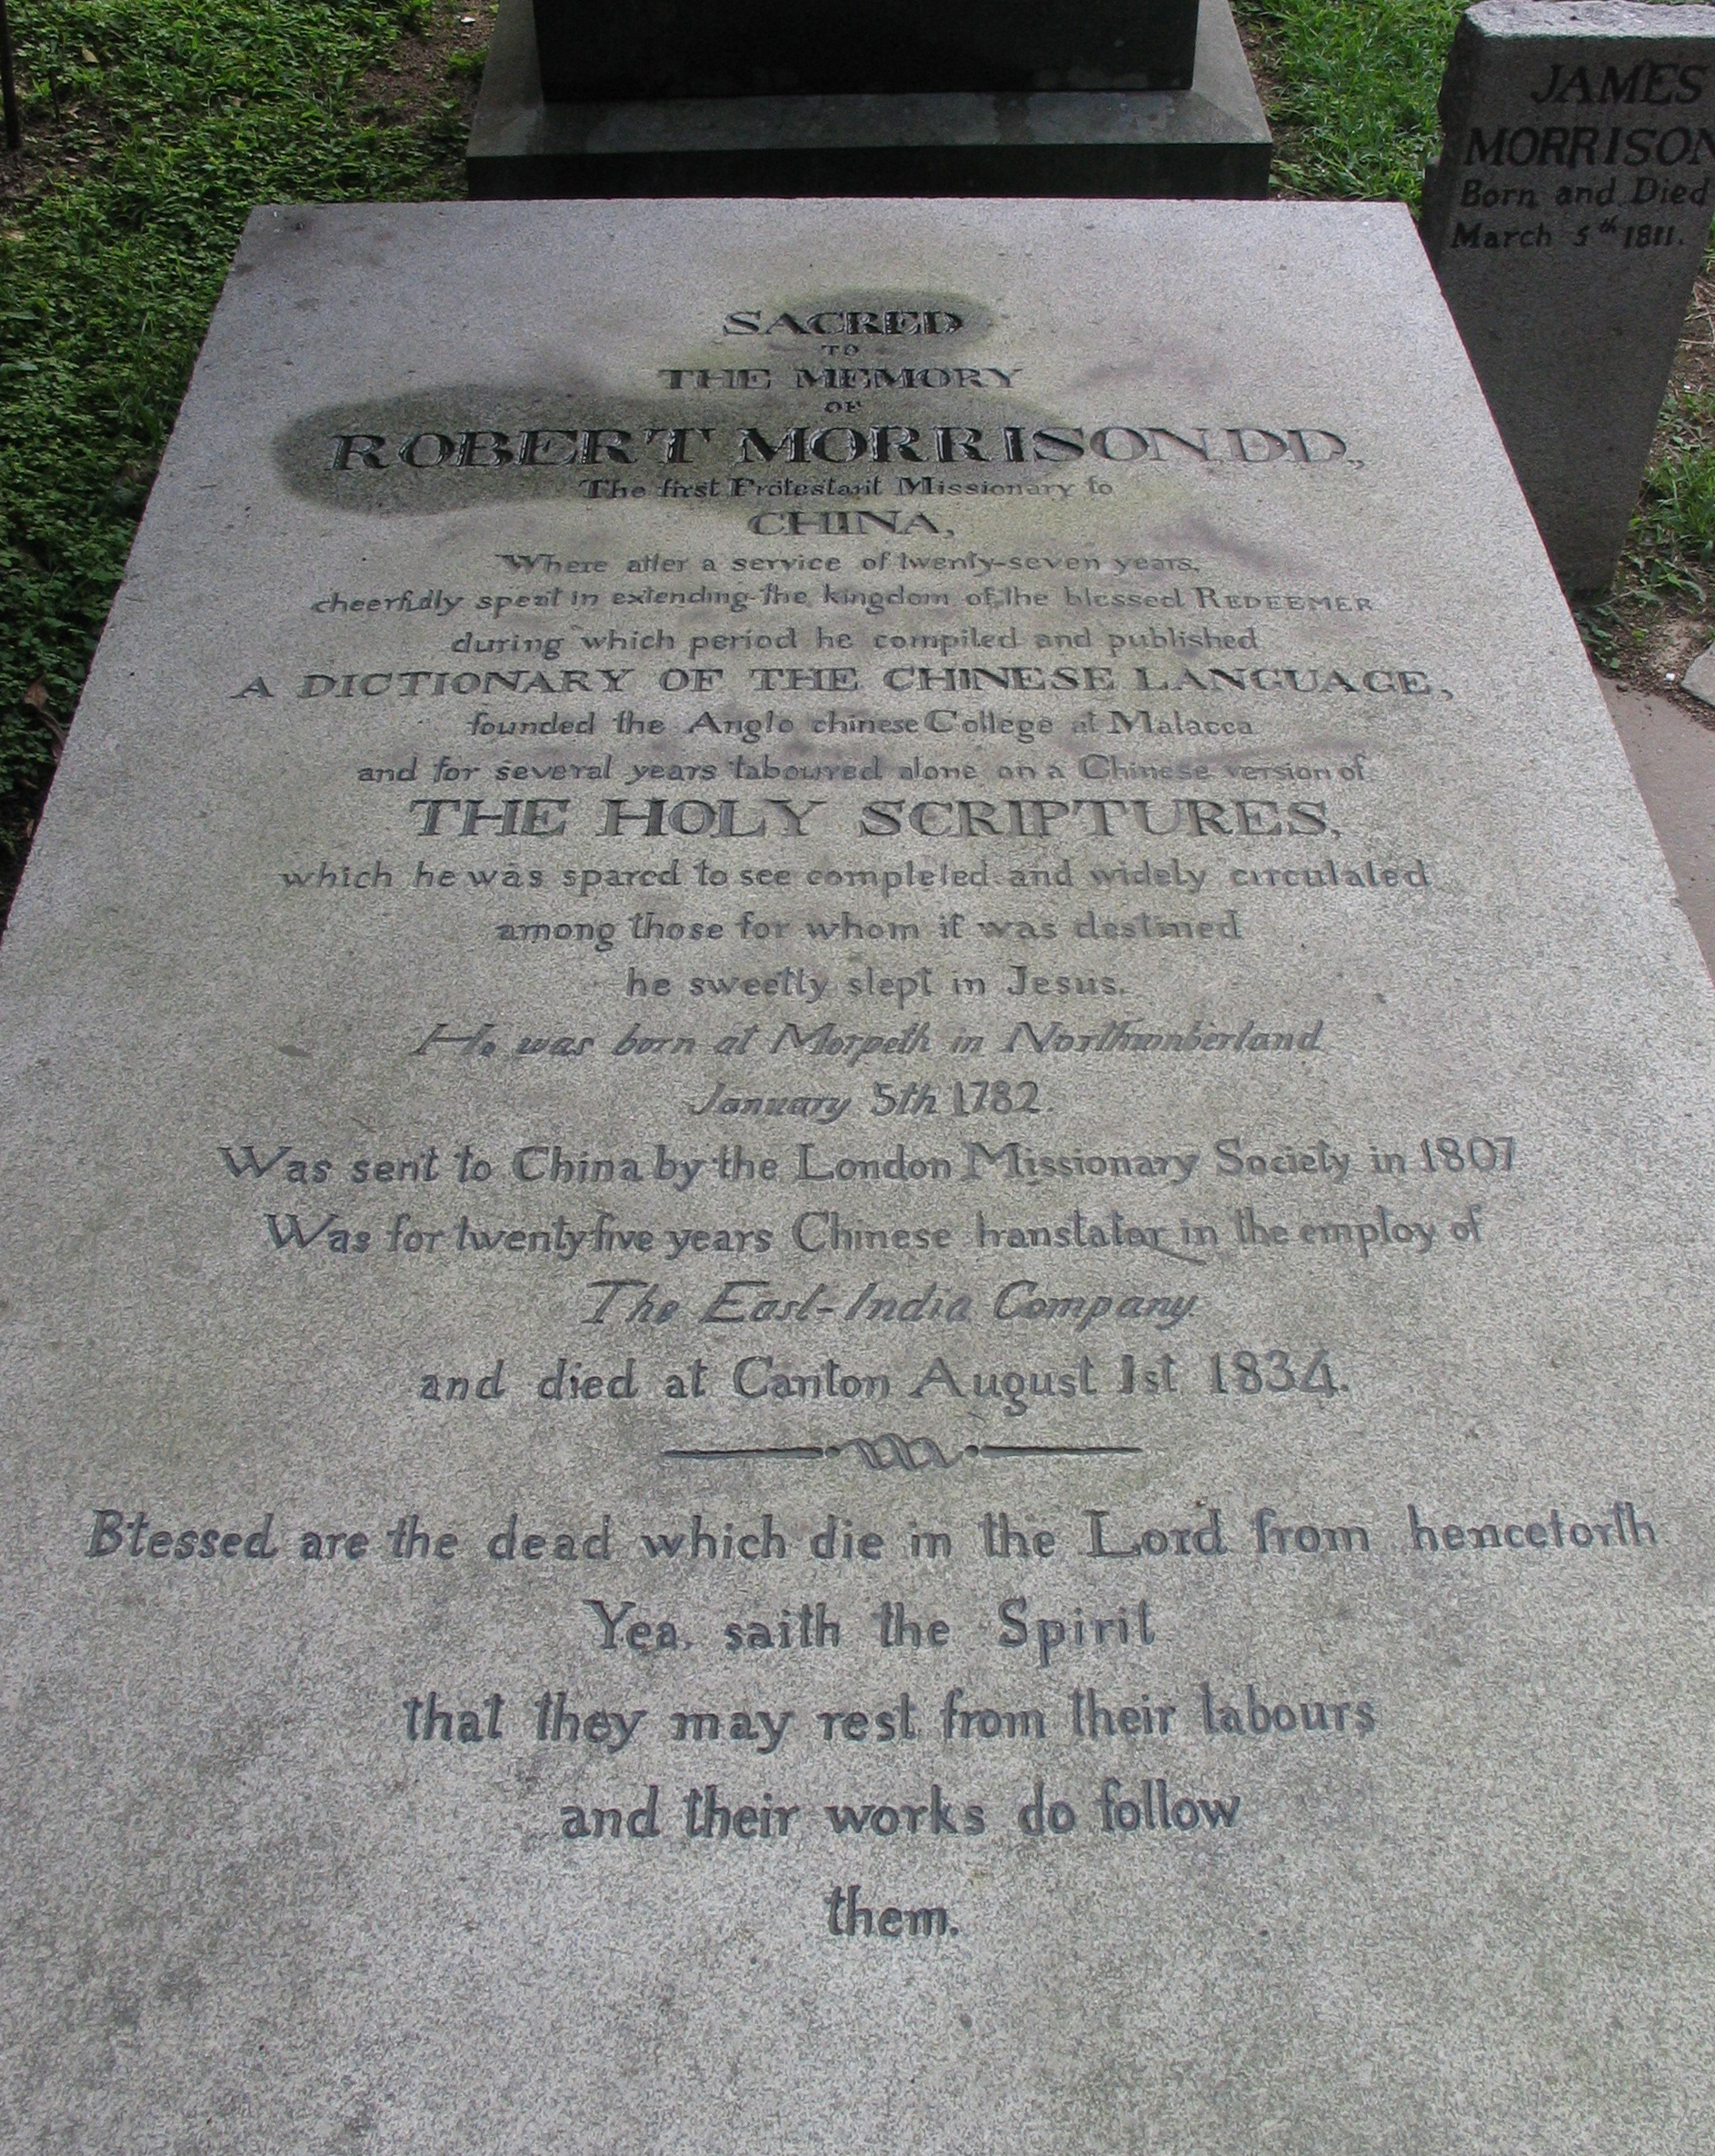 SACRED
TO
THE MEMORY
OF
ROBERT MORRISON, DD.,
The first Protestant Missionary to
CHINA,
Where after a service of twenty-seven years,
cheerfully spent in extending the kingdom of the blessed REDEEMER
during which period he compiled and published
A DICTIONARY OF THE CHINESE LANGUAGE,
founded the Anglo chinese College at Malacca
and for several years laboured alone on a Chinese version of
THE HOLY SCRIPTURES,
which he was spared to see completed and widely circulated
among those for whom it was destined
he sweetly slept in Jesus.
He was born at Morpeth in Northumberland
January 5th 1782.
Was sent to China by the London Missionary Society in 1807
Was for twenty-five years Chinese translator in the employ of
The East-India Company
and died at Canton August 1st 1834.
Blessed are the dead which die in the Lord from henceforth
Yea, saith the Spirit
that they may rest from their labours
and their works do follow
them.
JAMES
MORRISON
Born and Died
March 5th 1811.